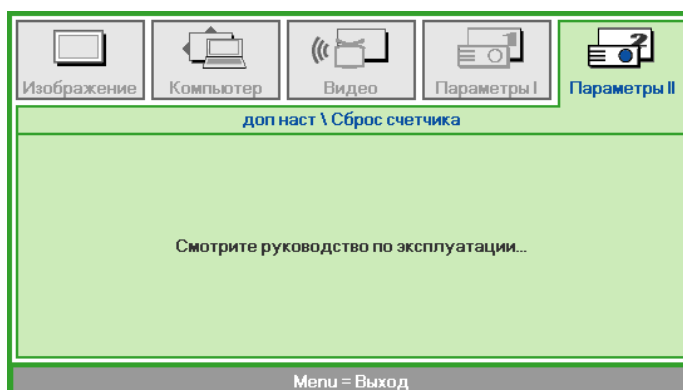 Изображение
Компьютер
Видео
Параметры I
Параметры II
доп наст \ Сброс счетчика
Смотрите руководство по эксплуатации...
Menu = Выход